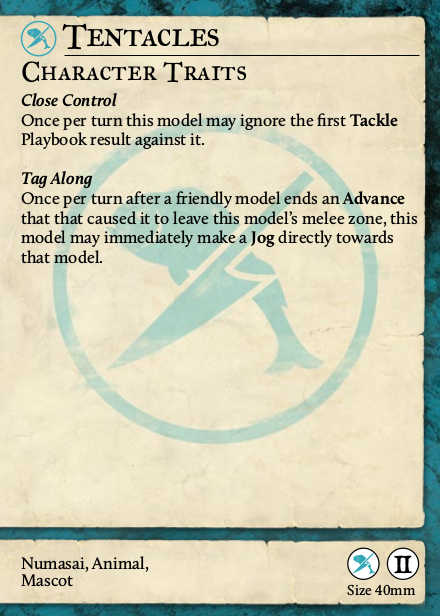 Tentacles
Character Traits
Close Control
Once per turn this model may ignore the first Tackle
Playbook result against it.
Tag Along
Once per turn after a friendly model ends an Advance
that that caused it to leave this model's melee zone, this
model may immediately make a Jog directly towards
that model.
Numasai, Animal,
Mascot
II
Size 40mm